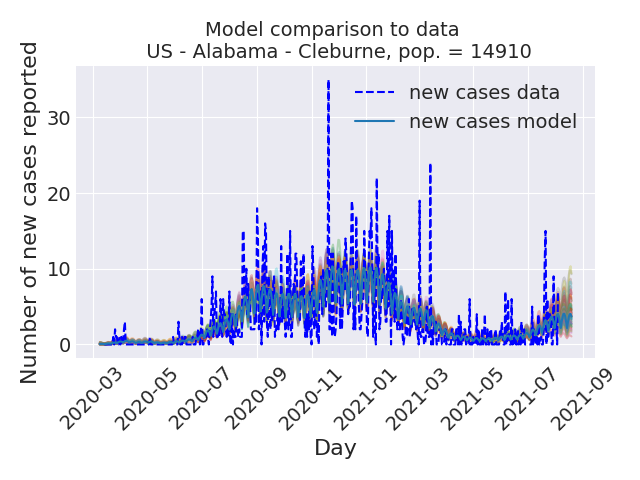 Model comparison to data
US - Alabama - Cleburne, pop. = 14910
Number of new cases reported
30
20
10
0
new cases data
new cases model
2020-03
2020-05
2020-07
2020-09
2020-11
2021-01
2021-03
2021-05
2021-07
2021-09
Day